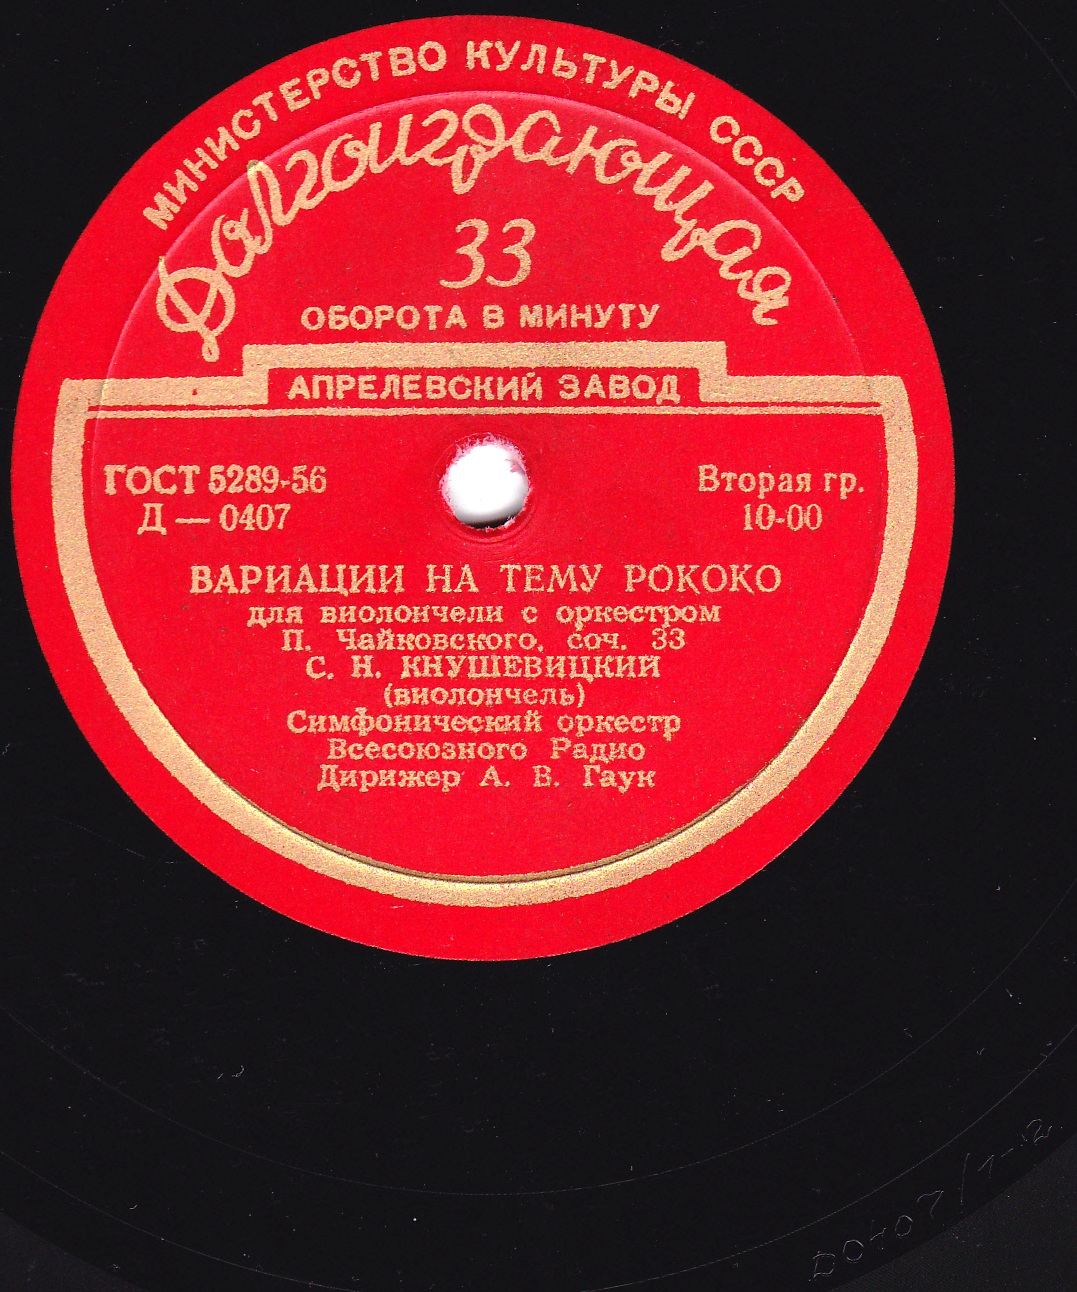 МИНИСТЕРСТВО КУЛЬТУРЫ СССР
Долгоиграющая
33
ОБОРОТА В МИНУТУ
АПРЕЛЕВСКИЙ ЗАВОД
ГОСТ 5289-56
Д — 0407
Вторая гр.
10-00
ВАРИАЦИИ НА ТЕМУ РОКОКО
для виолончели с оркестром
П. Чайковского, соч. 33
С. Н. КНУШЕВИЦКИЙ
(виолончель)
Симфонический оркестр
Всесоюзного Радио
Дирижер А. В. Гаук
D0407/1-2